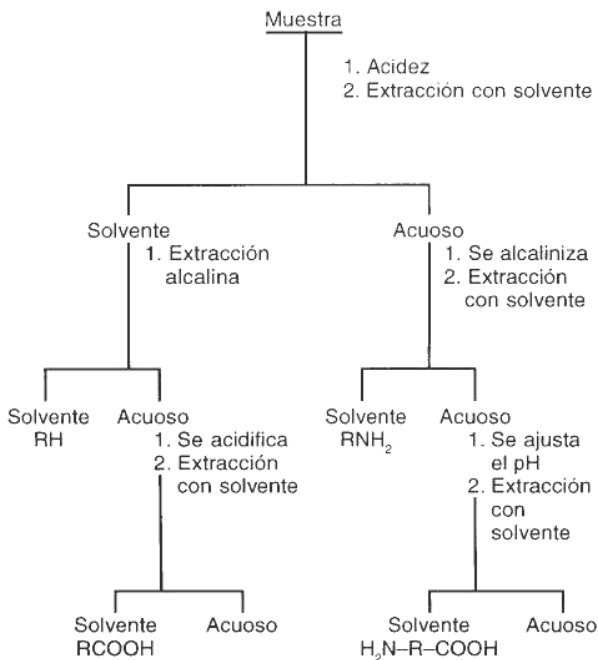 Muestra
1. Acidez
2. Extracción con solvente
Solvente
1. Extracción
alcalina
Acuoso
1. Se alcaliniza
2. Extracción
con solvente
Solvente
RH
Acuoso
1. Se acidifica
2. Extracción
con solvente
Solvente
RNH₂
Acuoso
1. Se ajusta
el pH
2. Extracción
con
solvente
Solvente
RCOOH
Acuoso
Solvente
H₂N–R–COOH
Acuoso